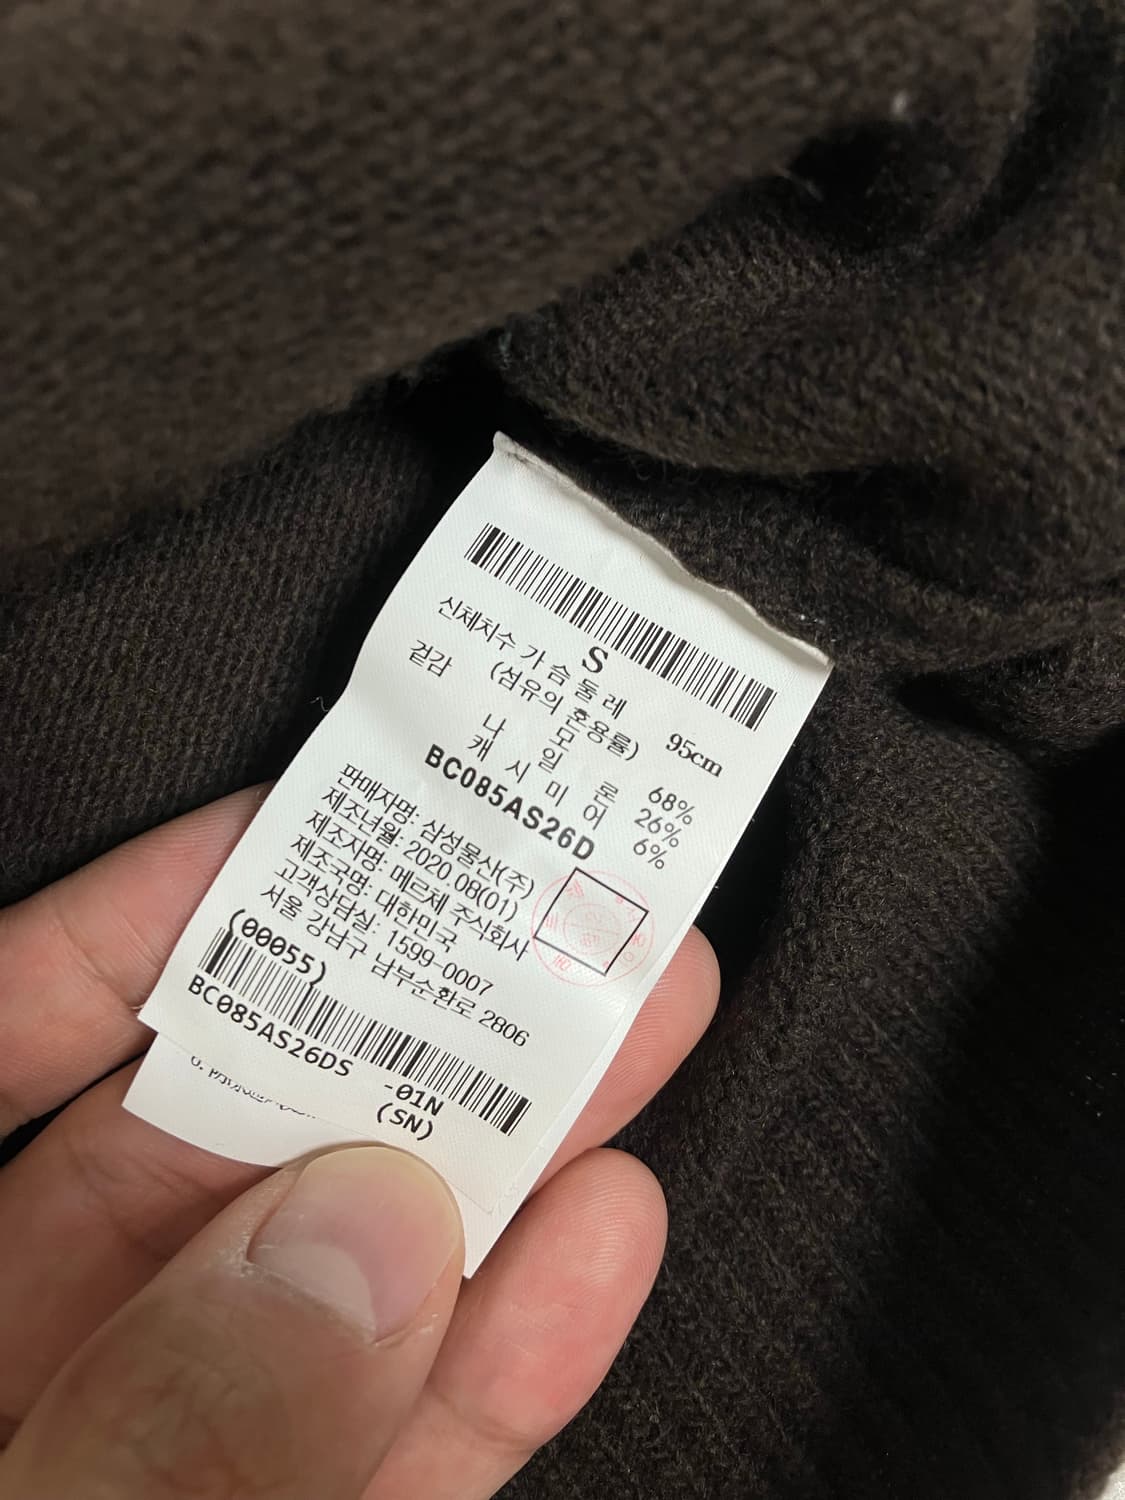 S
신체치수 가슴둘레 95cm
겉감 (섬유의 혼용률)
모 68%
나일론 26%
캐시미어 6%
BC085AS26D
판매자명: 삼성물산(주)
제조년월: 2020.08(01)
제조자명: 메르체 주식회사
제조국명: 대한민국
고객상담실: 1599-0007
서울 강남구 남부순환로 2806
(00055)
BC085AS26DS -01N
(SN)